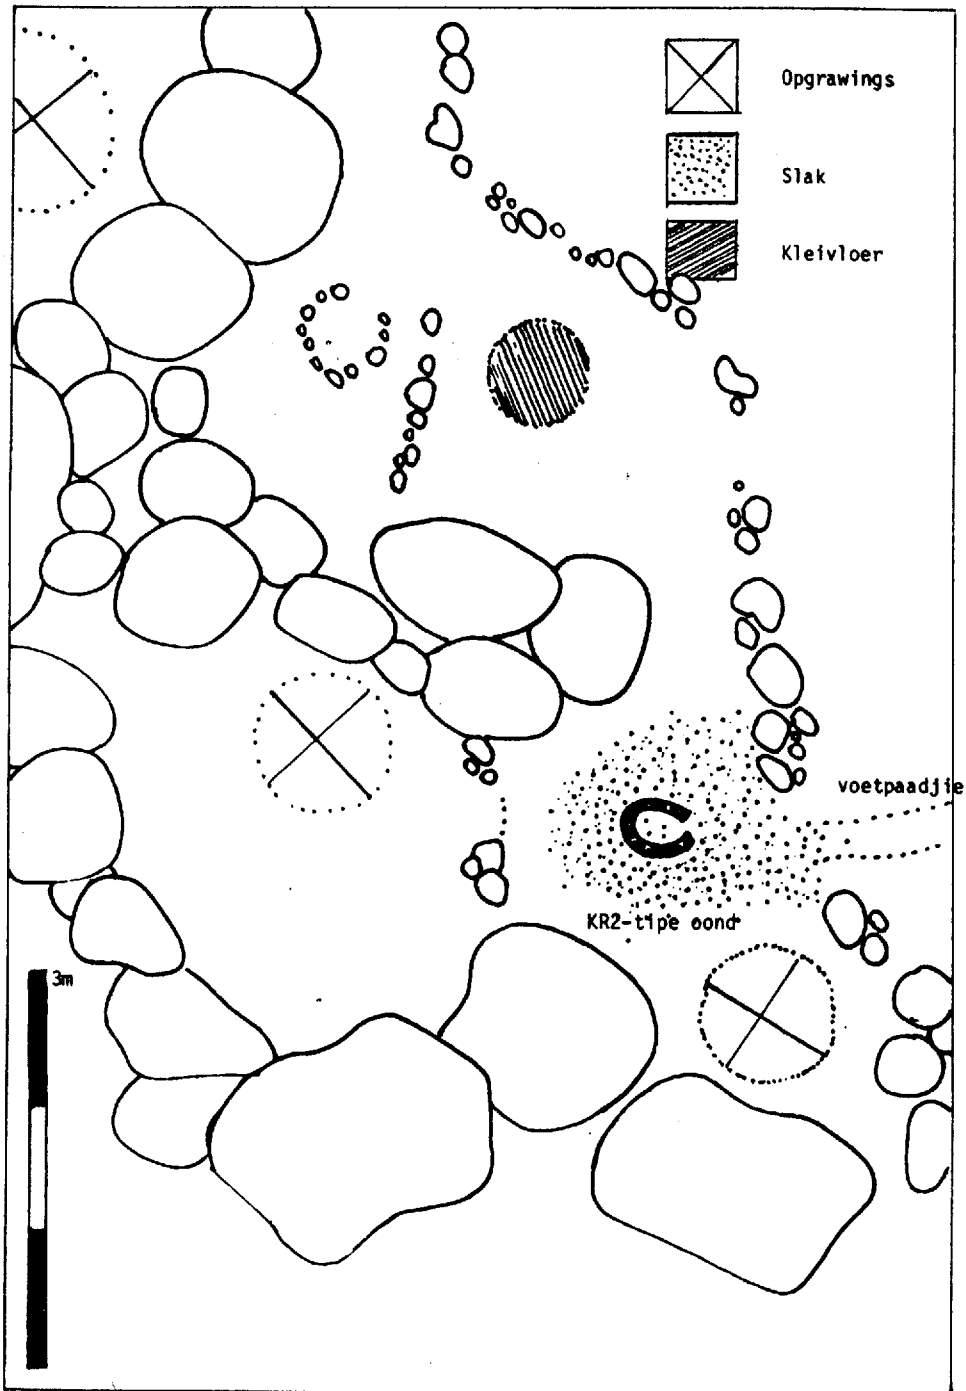 Opgrawings
Slak
Kleivloer
voetpaadjie
KR2-tipe oond
3m